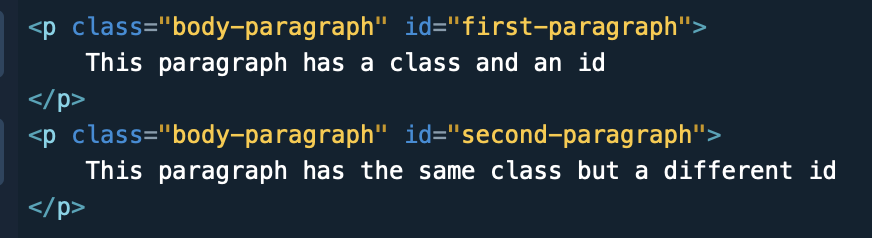 <p class="body-paragraph" id="first-paragraph">
    This paragraph has a class and an id
</p>
<p class="body-paragraph" id="second-paragraph">
    This paragraph has the same class but a different id
</p>